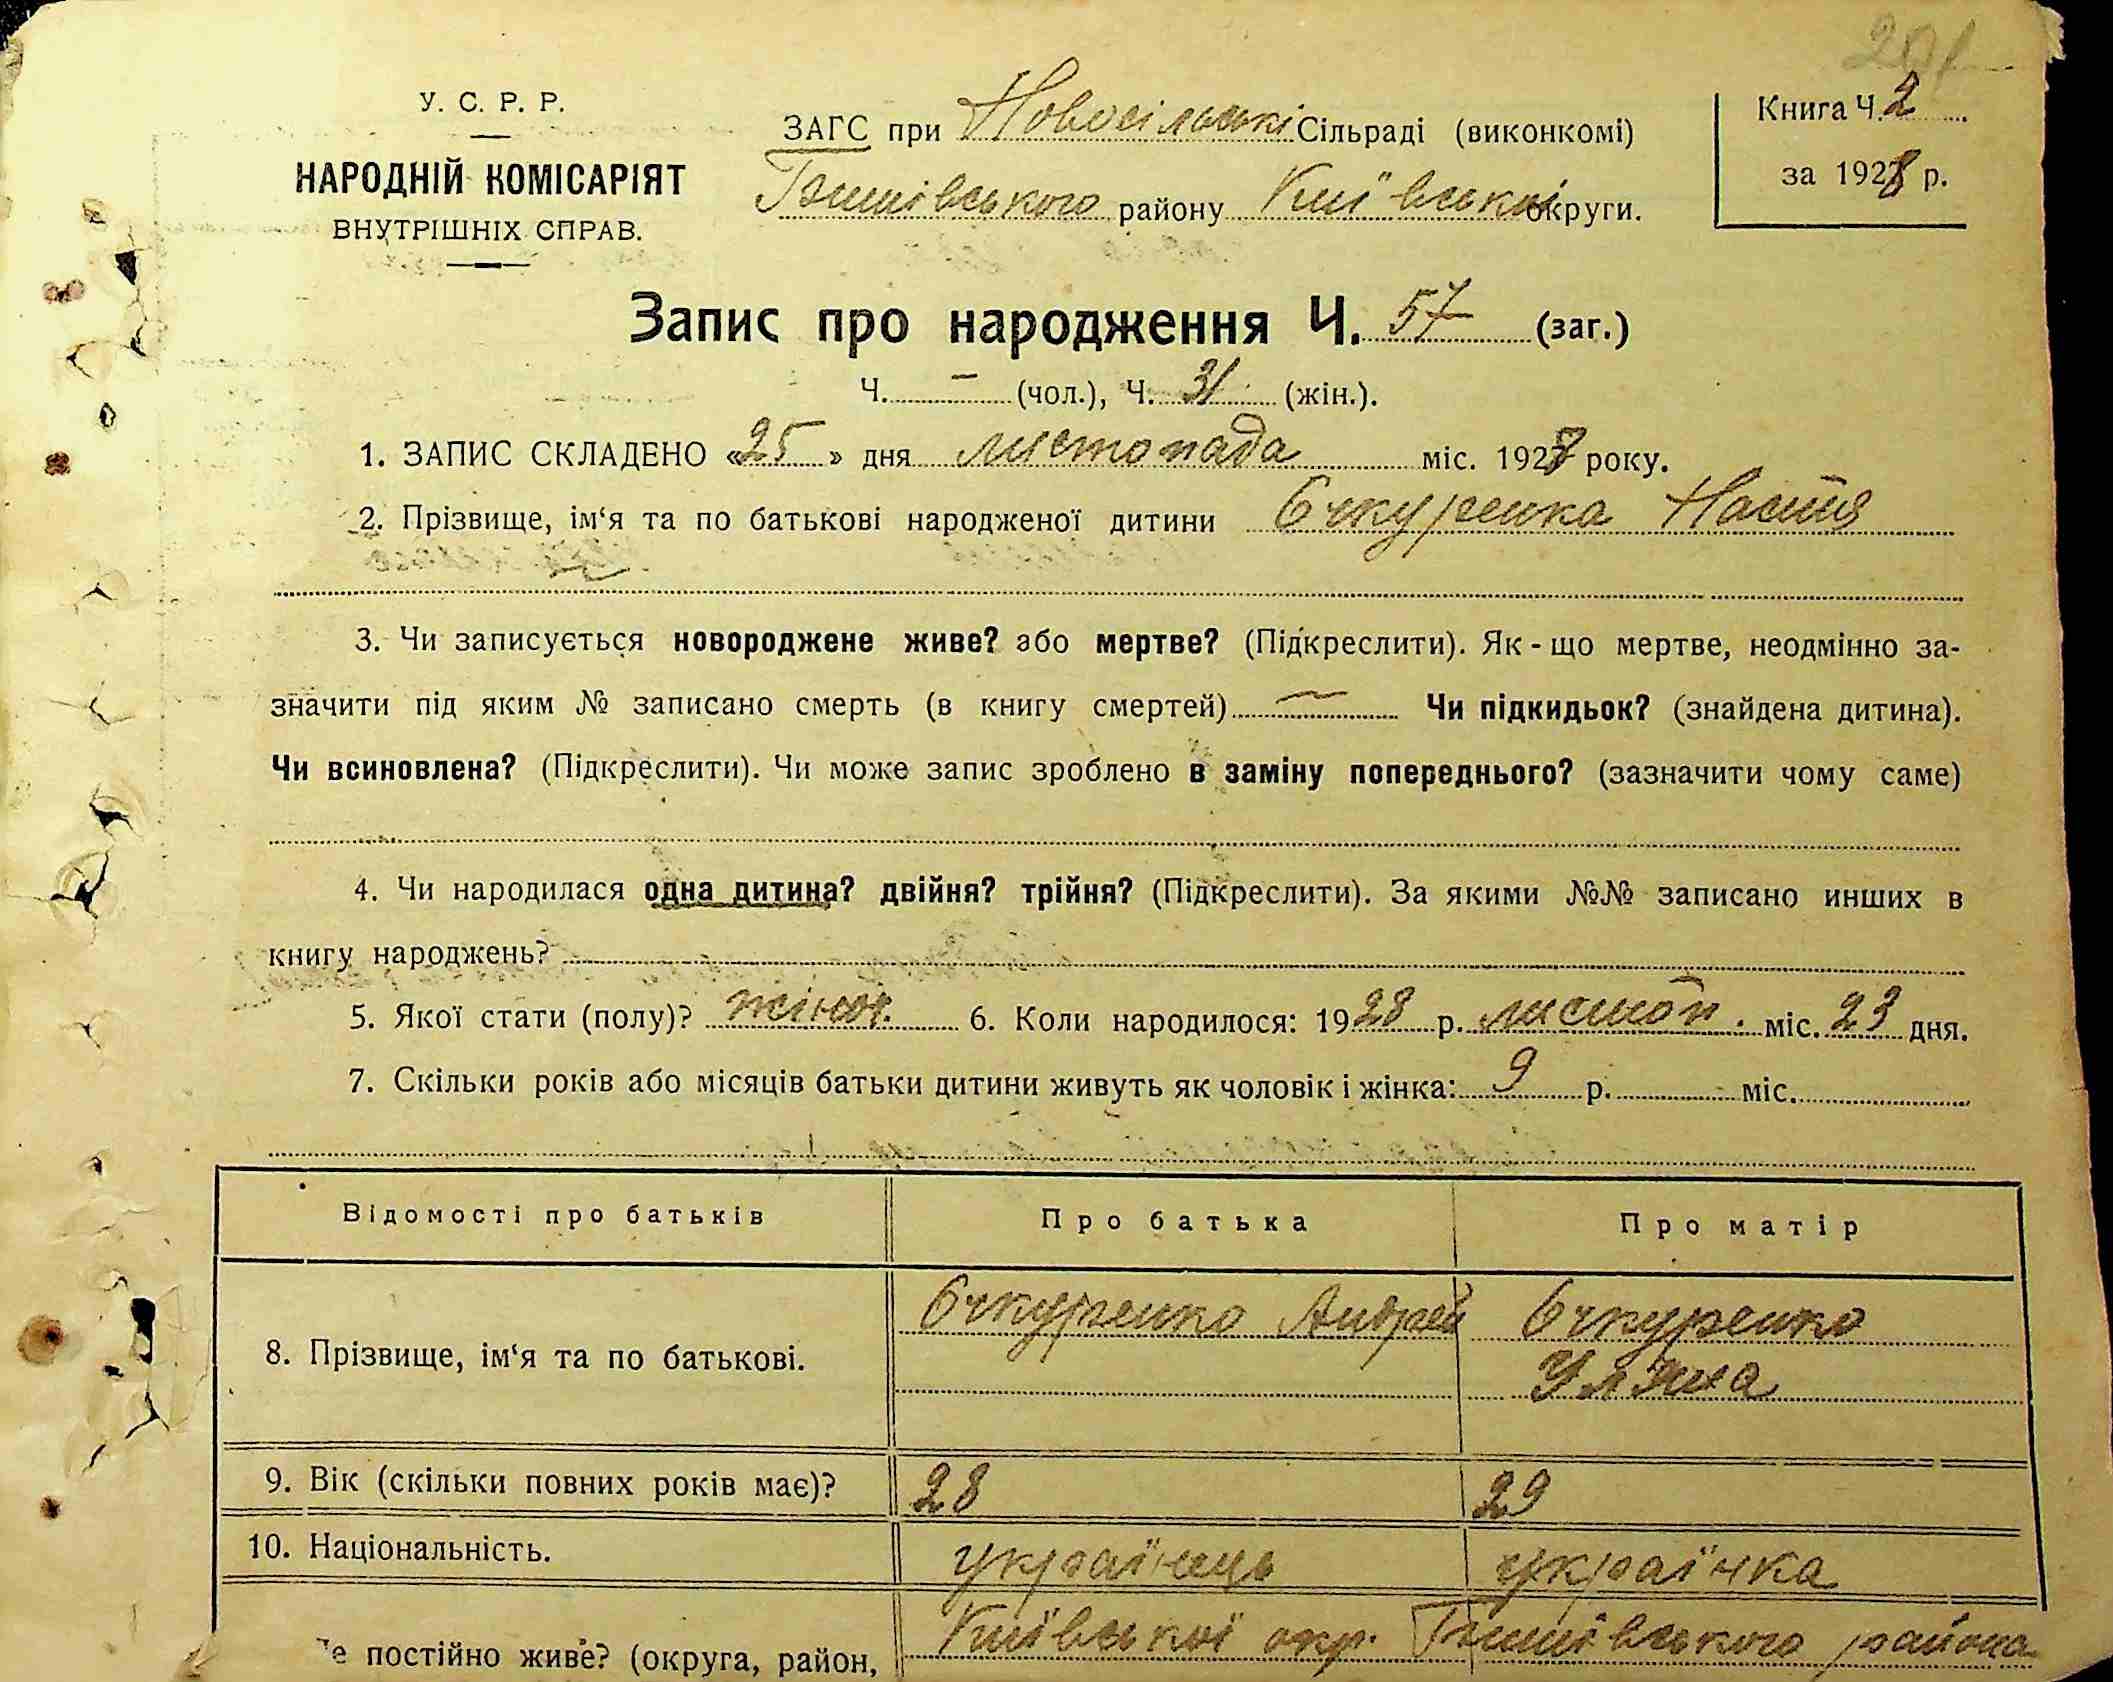 У. С. Р. Р.
НАРОДНІЙ КОМІСАРІЯТ
ВНУТРІШНІХ СПРАВ.
ЗАГС при Новосільські Сільраді (виконкомі)
району Київської округи.
Книга Ч. 2
за 1928 р.
Запис про народження Ч. 57 (заг.)
Ч. – (чол.), Ч. 31 (жін.).
1. ЗАПИС СКЛАДЕНО «25» дня листопада міс. 1928 року.
2. Прізвище, ім‘я та по батькові народженої дитини Єчкуренка Настя
3. Чи записується новороджене живе? або мертве? (Підкреслити). Як-що мертве, неодмінно за-
значити під яким № записано смерть (в книгу смертей) — Чи підкидьок? (знайдена дитина).
Чи всиновлена? (Підкреслити). Чи може запис зроблено в заміну попереднього? (зазначити чому саме)
4. Чи народилася одна дитина? двійня? трійня? (Підкреслити). За якими №№ записано инших в
книгу народжень?
5. Якої стати (полу)? жіноч. 6. Коли народилося: 1928 р. листоп. міс. 23 дня.
7. Скільки років або місяців батьки дитини живуть як чоловік і жінка: 9 р. міс.
Відомості про батьків Про батька Про матір
8. Прізвище, ім‘я та по батькові. Єчкуренко Андрей Єчкуренко
Уляна
9. Вік (скільки повних років має)? 28 29
10. Національність. українець українка
Київської окр. района
е постійно живе? (округа, район,